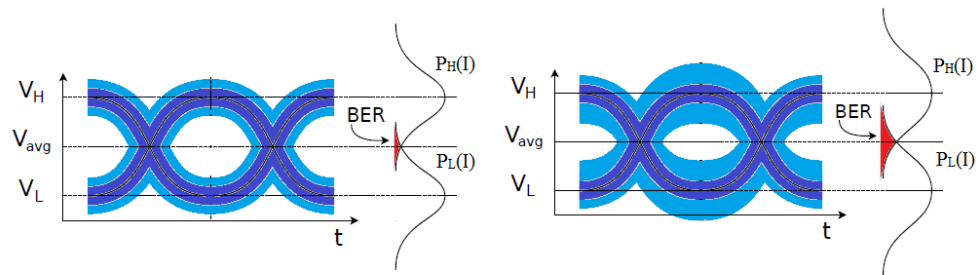 V_H
V_avg
V_L
t
BER
P_H(I)
P_L(I)
V_H
V_avg
V_L
t
BER
P_H(I)
P_L(I)